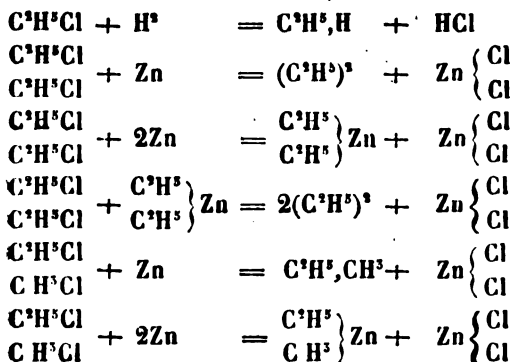 C²H⁵Cl + H² = C²H⁵,H + HCl
C²H⁵Cl
C²H⁵Cl + Zn = (C²H⁵)² + Zn { Cl
Cl
C²H⁵Cl
C²H⁵Cl + 2Zn = C²H⁵
C²H⁵ } Zn + Zn { Cl
Cl
C²H⁵Cl
C²H⁵Cl + C²H⁵
C²H⁵ } Zn = 2(C²H⁵)² + Zn { Cl
Cl
C²H⁵Cl
C H³Cl + Zn = C²H⁵,CH³ + Zn { Cl
Cl
C²H⁵Cl
C H³Cl + 2Zn = C²H⁵
C H³ } Zn + Zn { Cl
Cl